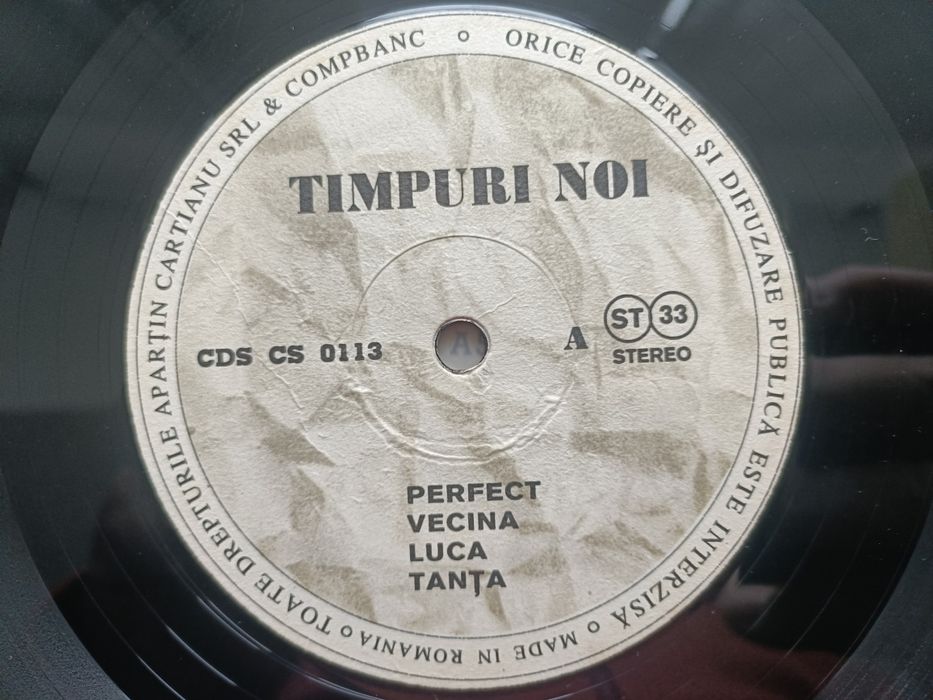 TOATE DREPTURILE APARȚIN CARTIANU SRL & COMPBANC o ORICE COPIERE ȘI DIFUZARE PUBLICĂ ESTE INTERZISĂ o MADE IN ROMANIA o
TIMPURI NOI
CDS CS 0113
A
ST 33
STEREO
PERFECT
VECINA
LUCA
TANȚA